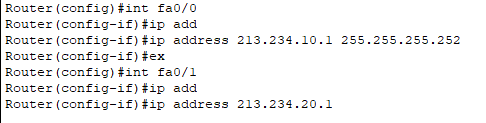 Router(config)#int fa0/0
Router(config-if)#ip add
Router(config-if)#ip address 213.234.10.1 255.255.255.252
Router(config-if)#ex
Router(config)#int fa0/1
Router(config-if)#ip add
Router(config-if)#ip address 213.234.20.1